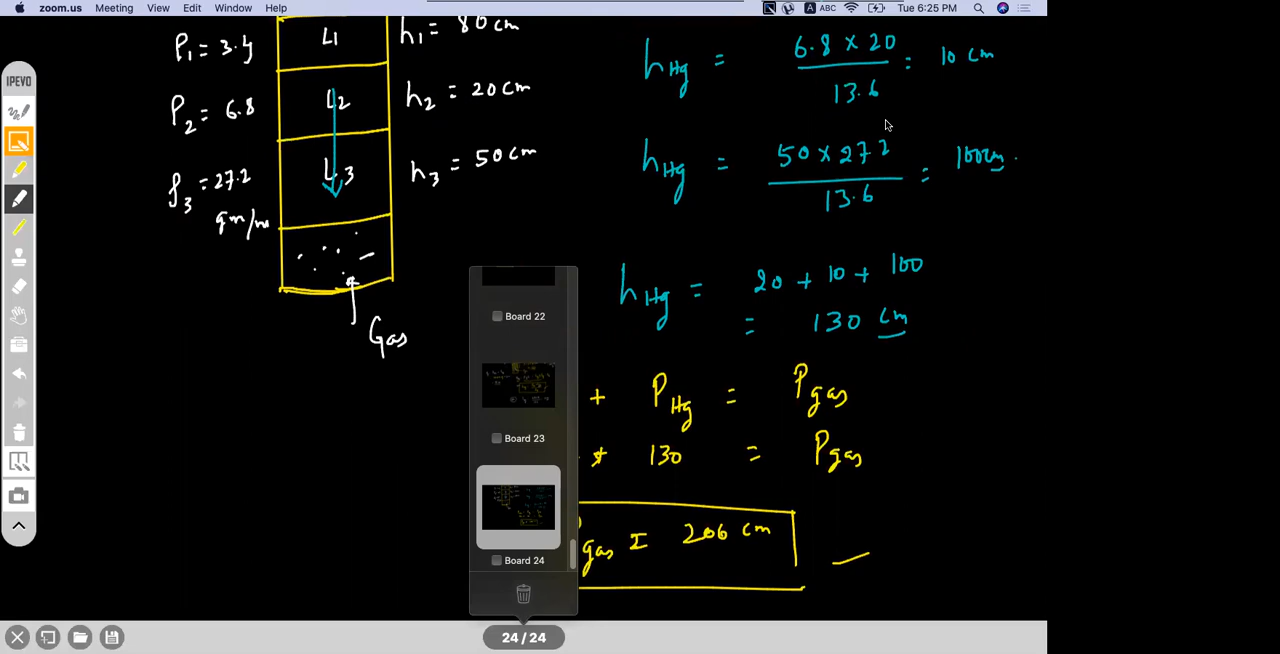 zoom.us Meeting View Edit Window Help
A ABC Tue 6:25 PM
IPEVO
L1
h1 = 80 cm
P1 = 3.4
L2
h2 = 20 cm
P2 = 6.8
L3
h3 = 50 cm
ρ3 = 27.2
Gas
hHg = 6.8 × 20 / 13.6 = 10 cm
hHg = 50 × 27.2 / 13.6 = 100 cm.
hHg = 20 + 10 + 100
= 130 cm
+ PHg = Pgas
+ 130 = Pgas
gas = 206 cm
Board 22
Board 23
Board 24
24 / 24